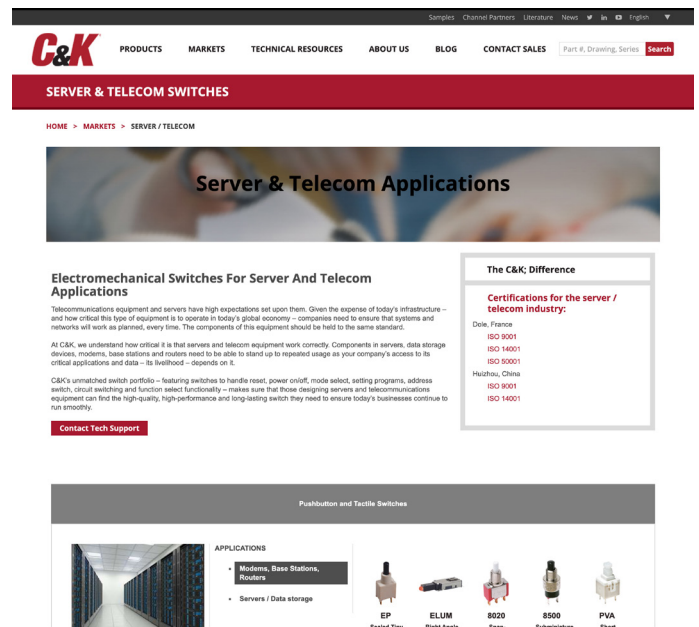 Samples Channel Partners Literature News English ▼
C&K
PRODUCTS MARKETS TECHNICAL RESOURCES ABOUT US BLOG CONTACT SALES Part #, Drawing, Series Search
SERVER & TELECOM SWITCHES
HOME > MARKETS > SERVER / TELECOM
Server & Telecom Applications
Electromechanical Switches For Server And Telecom
Applications
Telecommunications equipment and servers have high expectations set upon them. Given the expense of today's infrastructure –
and how critical this type of equipment is to operate in today's global economy – companies need to ensure that systems and
networks will work as planned, every time. The components of this equipment should be held to the same standard.
At C&K, we understand how critical it is that servers and telecom equipment work correctly. Components in servers, data storage
devices, modems, base stations and routers need to be able to stand up to repeated usage as your company's access to its
critical applications and data – its livelihood – depends on it.
C&K's unmatched switch portfolio – featuring switches to handle reset, power on/off, mode select, setting programs, address
switch, circuit switching and function select functionality – makes sure that those designing servers and telecommunications
equipment can find the high-quality, high-performance and long-lasting switch they need to ensure today's businesses continue to
run smoothly.
Contact Tech Support
The C&K; Difference
Certifications for the server /
telecom industry:
Dole, France
ISO 9001
ISO 14001
ISO 50001
Huizhou, China
ISO 9001
ISO 14001
Pushbutton and Tactile Switches
APPLICATIONS
Modems, Base Stations,
Routers
Servers / Data storage
EP ELUM 8020 8500 PVA
Sealed Tiny Right Angle Snap- Subminiature Short